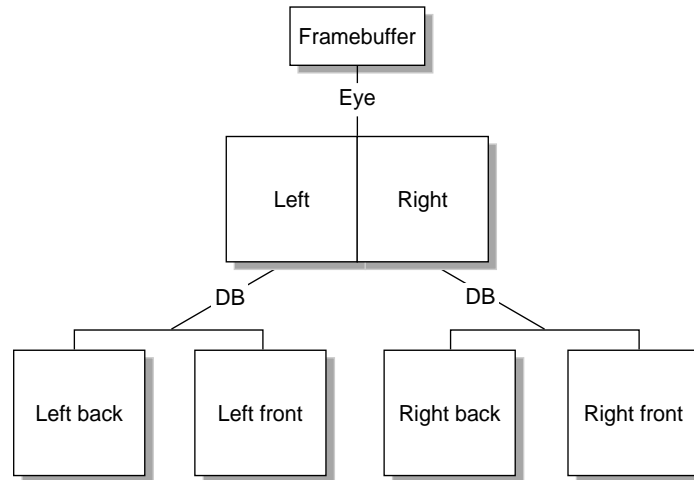 Framebuffer
Eye
Left
Right
DB
DB
Left back
Left front
Right back
Right front